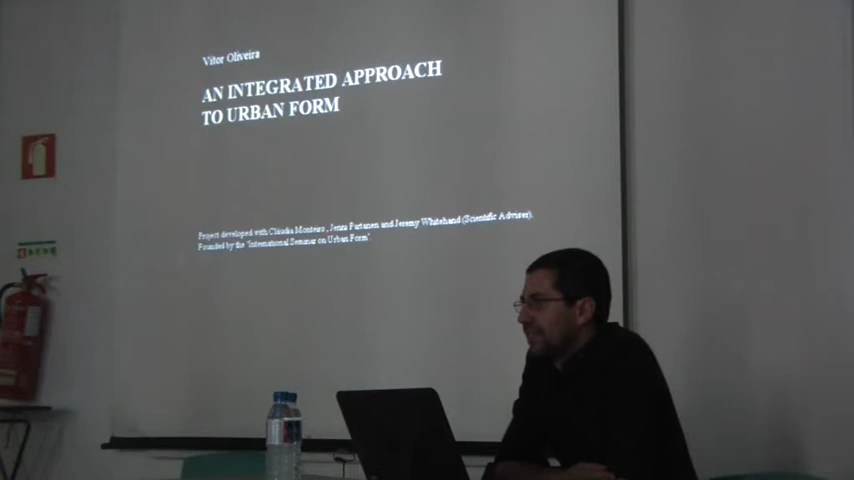 Vítor Oliveira
AN INTEGRATED APPROACH
TO URBAN FORM
Project developed with Cláudia Monteiro, Jenni Partanen and Jeremy Whitehand (Scientific Adviser).
Founded by the 'International Seminar on Urban Form'.